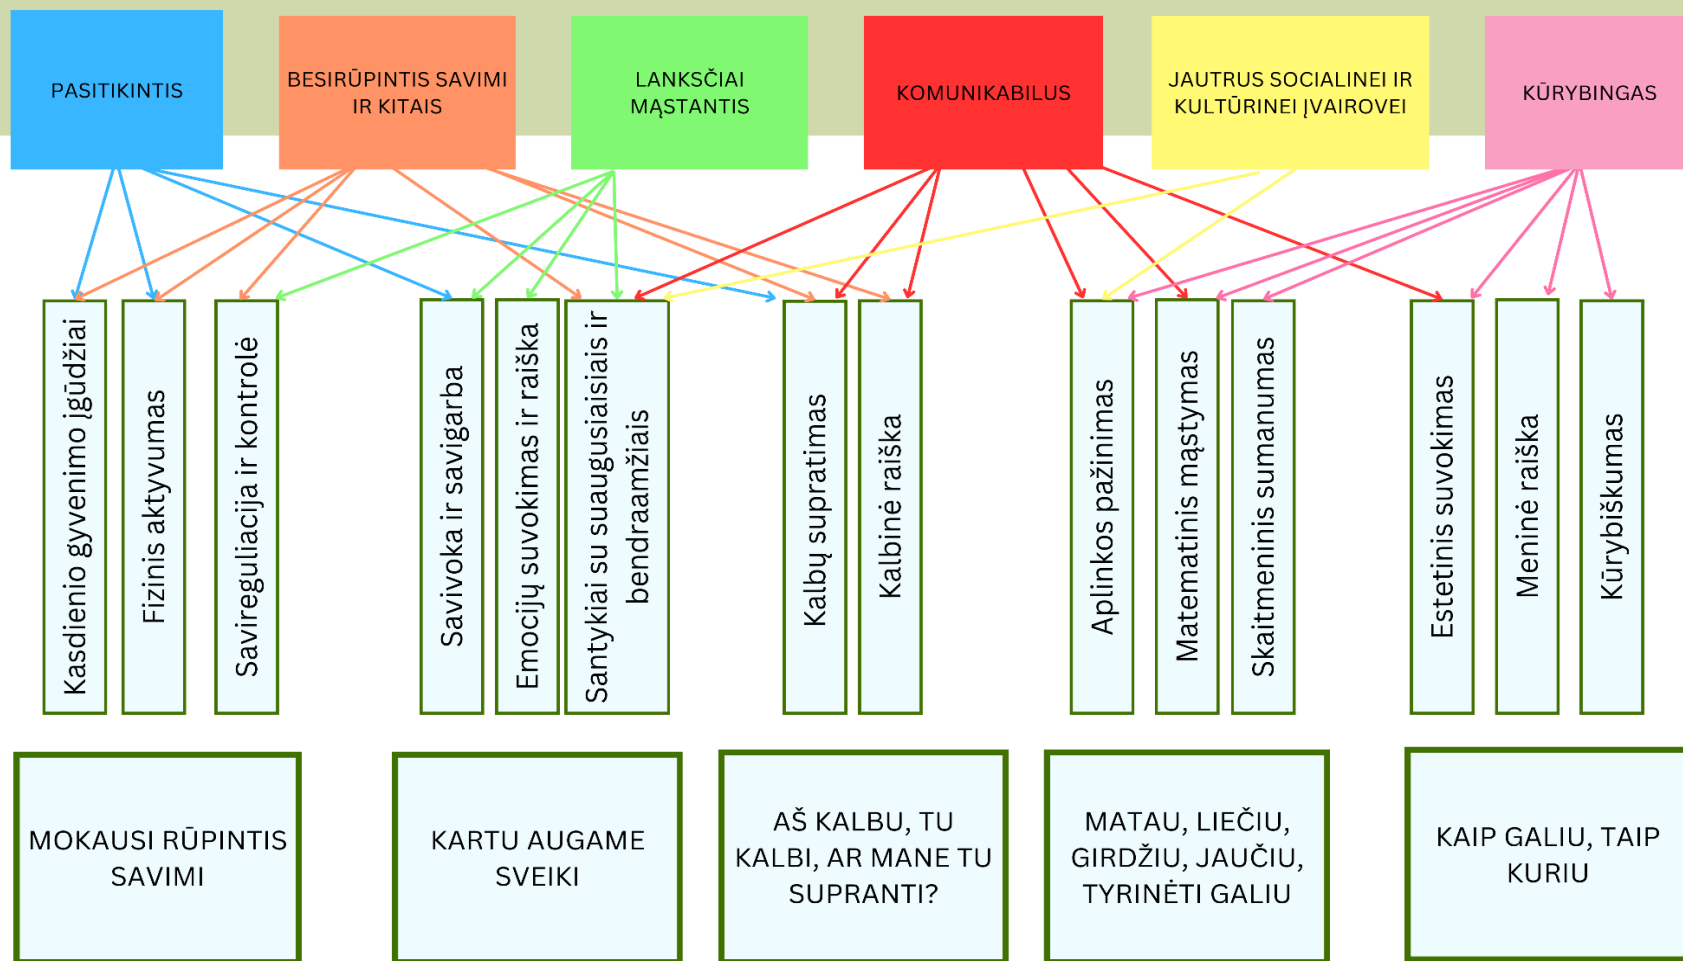 PASITIKINTIS
BESIRŪPINTIS SAVIMI
IR KITAIS
LANKSČIAI
MĄSTANTIS
KOMUNIKABILUS
JAUTRUS SOCIALINEI IR
KULTŪRINEI ĮVAIROVEI
KŪRYBINGAS
Kasdienio gyvenimo įgūdžiai
Fizinis aktyvumas
Savireguliacija ir kontrolė
Savivoka ir savigarba
Emocijų suvokimas ir raiška
Santykiai su suaugusiaisiais ir
bendraamžiais
Kalbų supratimas
Kalbinė raiška
Aplinkos pažinimas
Matematinis mąstymas
Skaitmeninis sumanumas
Estetinis suvokimas
Meninė raiška
Kūrybiškumas
MOKAUSI RŪPINTIS
SAVIMI
KARTU AUGAME
SVEIKI
AŠ KALBU, TU
KALBI, AR MANE TU
SUPRANTI?
MATAU, LIEČIU,
GIRDŽIU, JAUČIU,
TYRINĖTI GALIU
KAIP GALIU, TAIP
KURIU